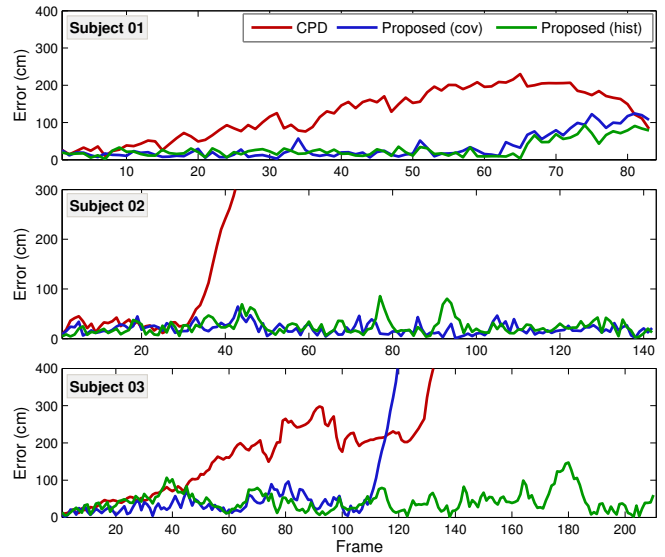 Subject 01
CPD
Proposed (cov)
Proposed (hist)
Error (cm)
400
300
200
100
0
10 20 30 40 50 60 70 80
Subject 02
Error (cm)
300
200
100
0
20 40 60 80 100 120 140
Subject 03
Error (cm)
400
300
200
100
0
20 40 60 80 100 120 140 160 180 200
Frame